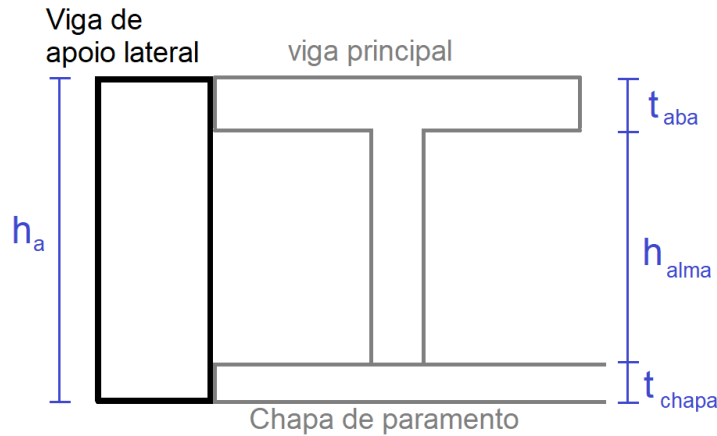 Viga de
apoio lateral
viga principal
t aba
h a
h alma
t chapa
Chapa de paramento